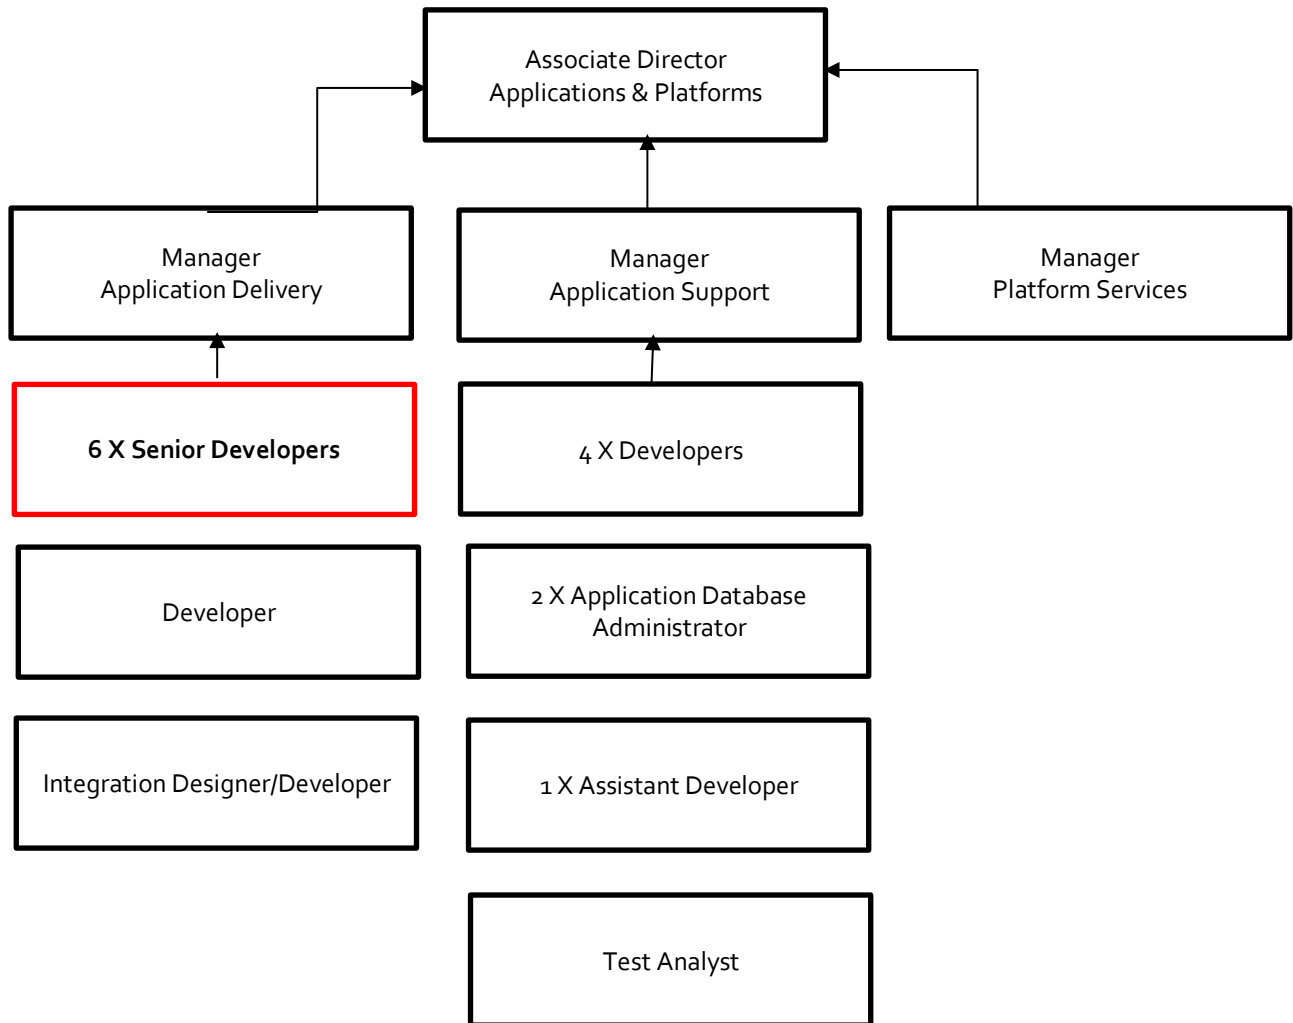 Associate Director
Applications & Platforms
Manager
Application Delivery
Manager
Application Support
Manager
Platform Services
6 X Senior Developers
4 X Developers
Developer
2 X Application Database
Administrator
Integration Designer/Developer
1 X Assistant Developer
Test Analyst